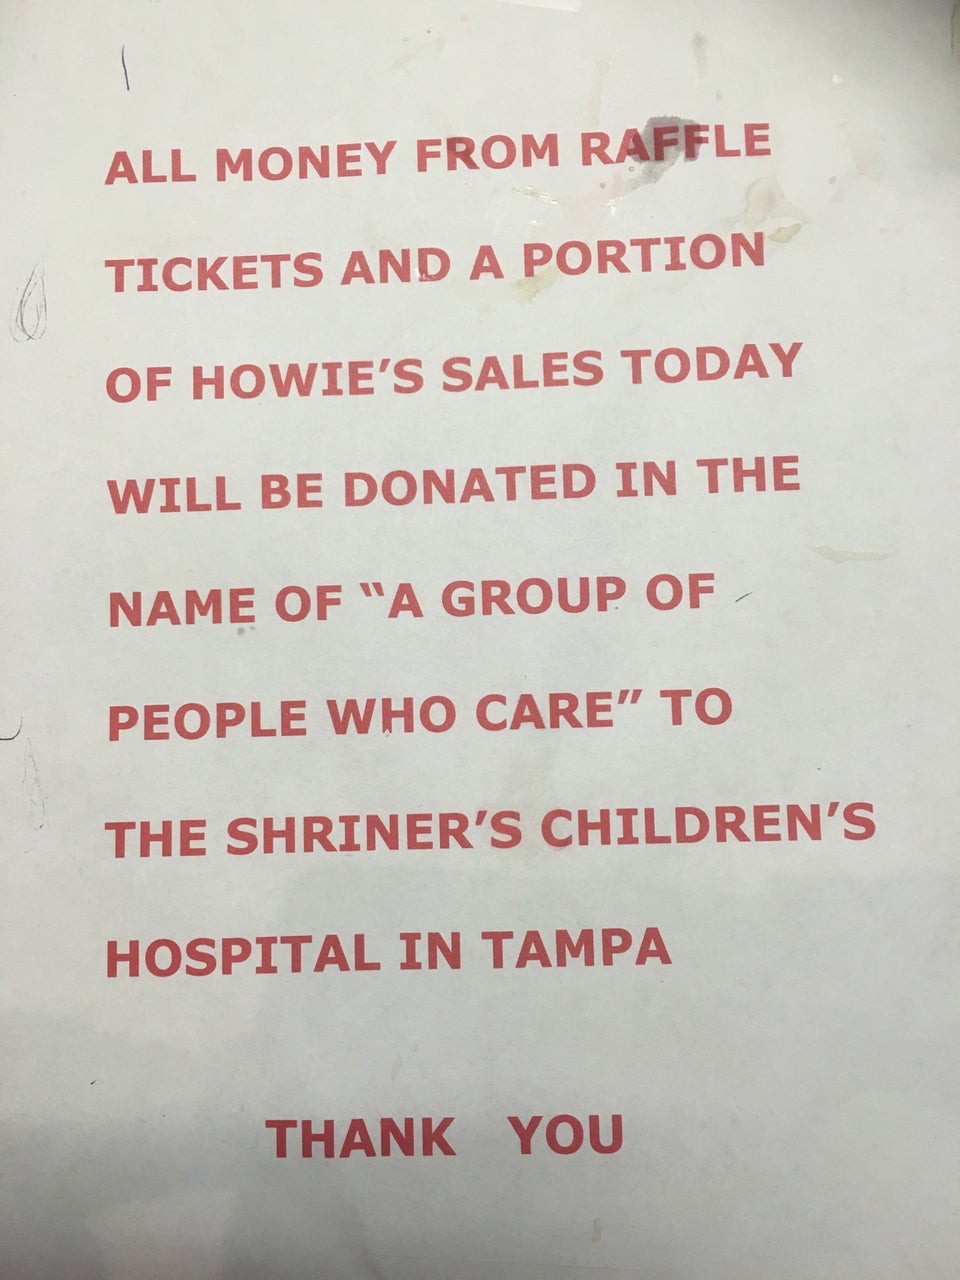 ALL MONEY FROM RAFFLE
TICKETS AND A PORTION
OF HOWIE’S SALES TODAY
WILL BE DONATED IN THE
NAME OF “A GROUP OF
PEOPLE WHO CARE” TO
THE SHRINER’S CHILDREN’S
HOSPITAL IN TAMPA
THANK YOU